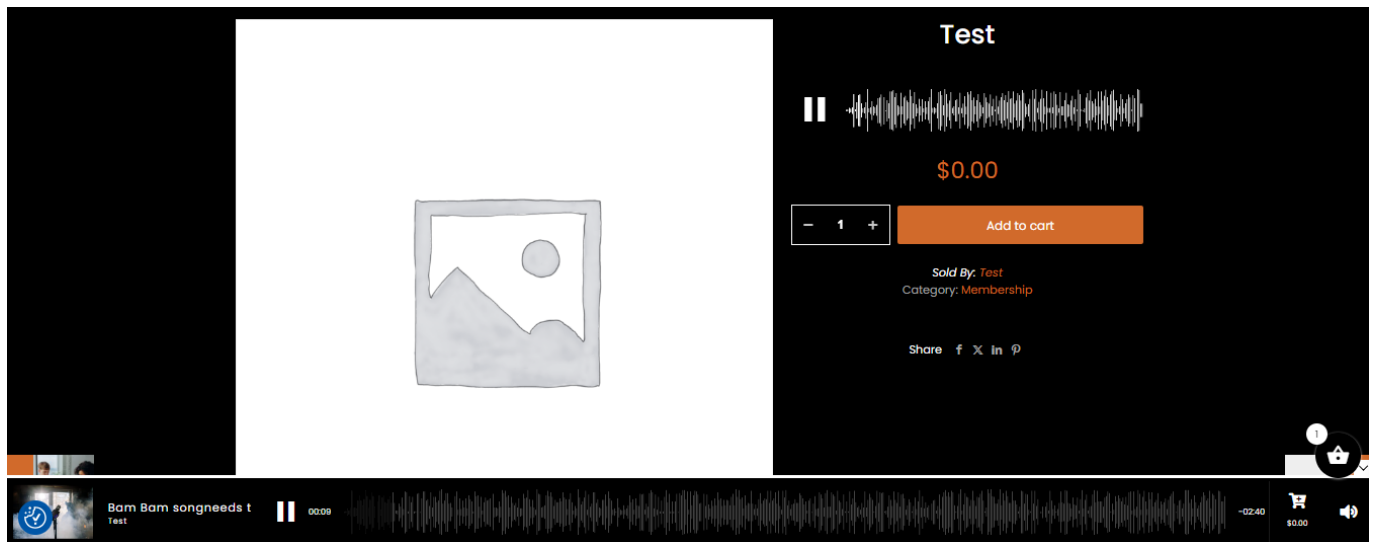 Test
$0.00
− 1 +
Add to cart
Sold By: Test
Category: Membership
Share
1
Bam Bam songneeds t
Test
00:09
-02:40
$0.00